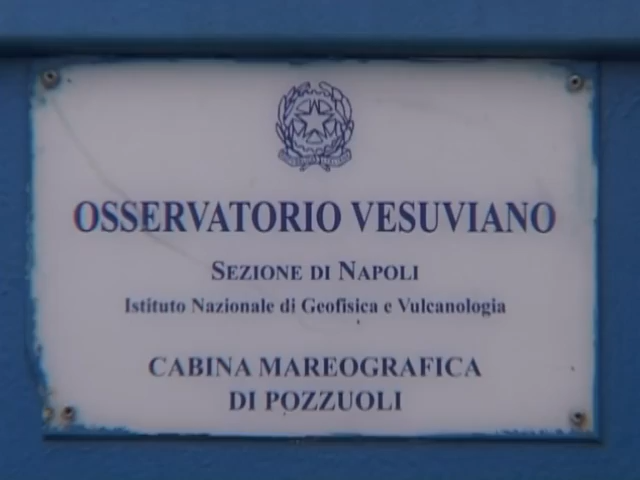 OSSERVATORIO VESUVIANO
SEZIONE DI NAPOLI
Istituto Nazionale di Geofisica e Vulcanologia
CABINA MAREOGRAFICA
DI POZZUOLI